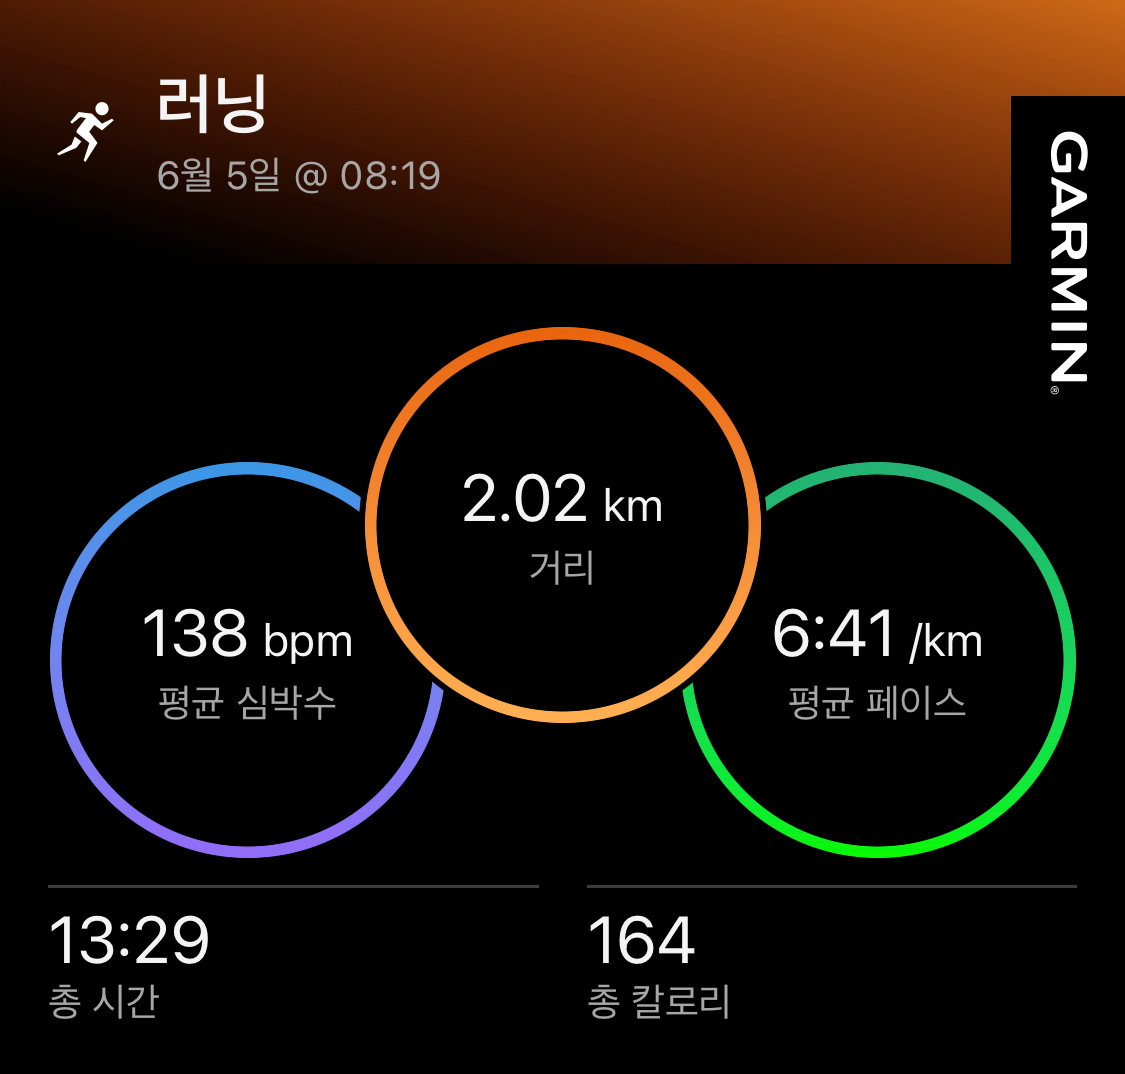 러닝
6월 5일 @ 08:19
GARMIN®
2.02 km
거리
138 bpm
평균 심박수
6:41 /km
평균 페이스
13:29
총 시간
164
총 칼로리